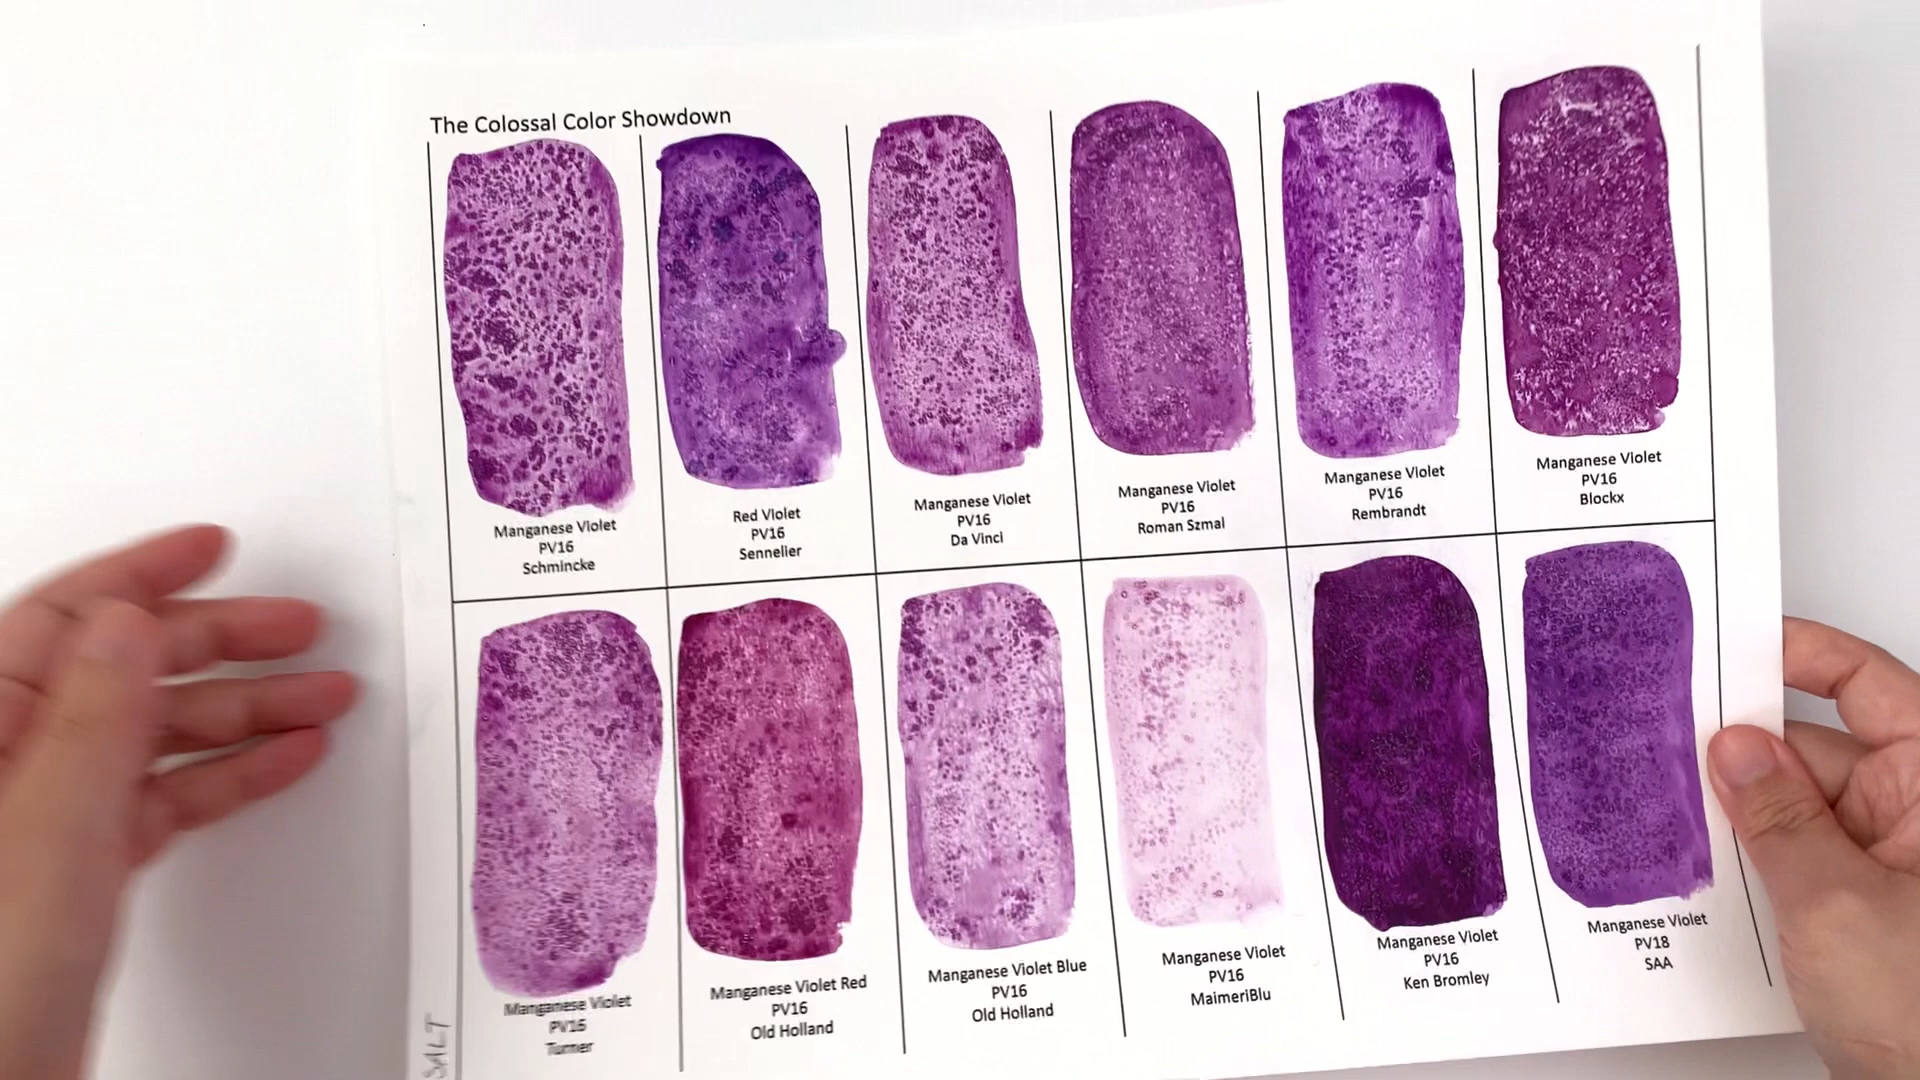 The Colossal Color Showdown
Manganese Violet
PV16
Schmincke
Red Violet
PV16
Sennelier
Manganese Violet
PV16
Da Vinci
Manganese Violet
PV16
Roman Szmal
Manganese Violet
PV16
Rembrandt
Manganese Violet
PV16
Blockx
Manganese Violet
PV16
Turner
Manganese Violet Red
PV16
Old Holland
Manganese Violet Blue
PV16
Old Holland
Manganese Violet
PV16
MaimeriBlu
Manganese Violet
PV16
Ken Bromley
Manganese Violet
PV18
SAA
SALT